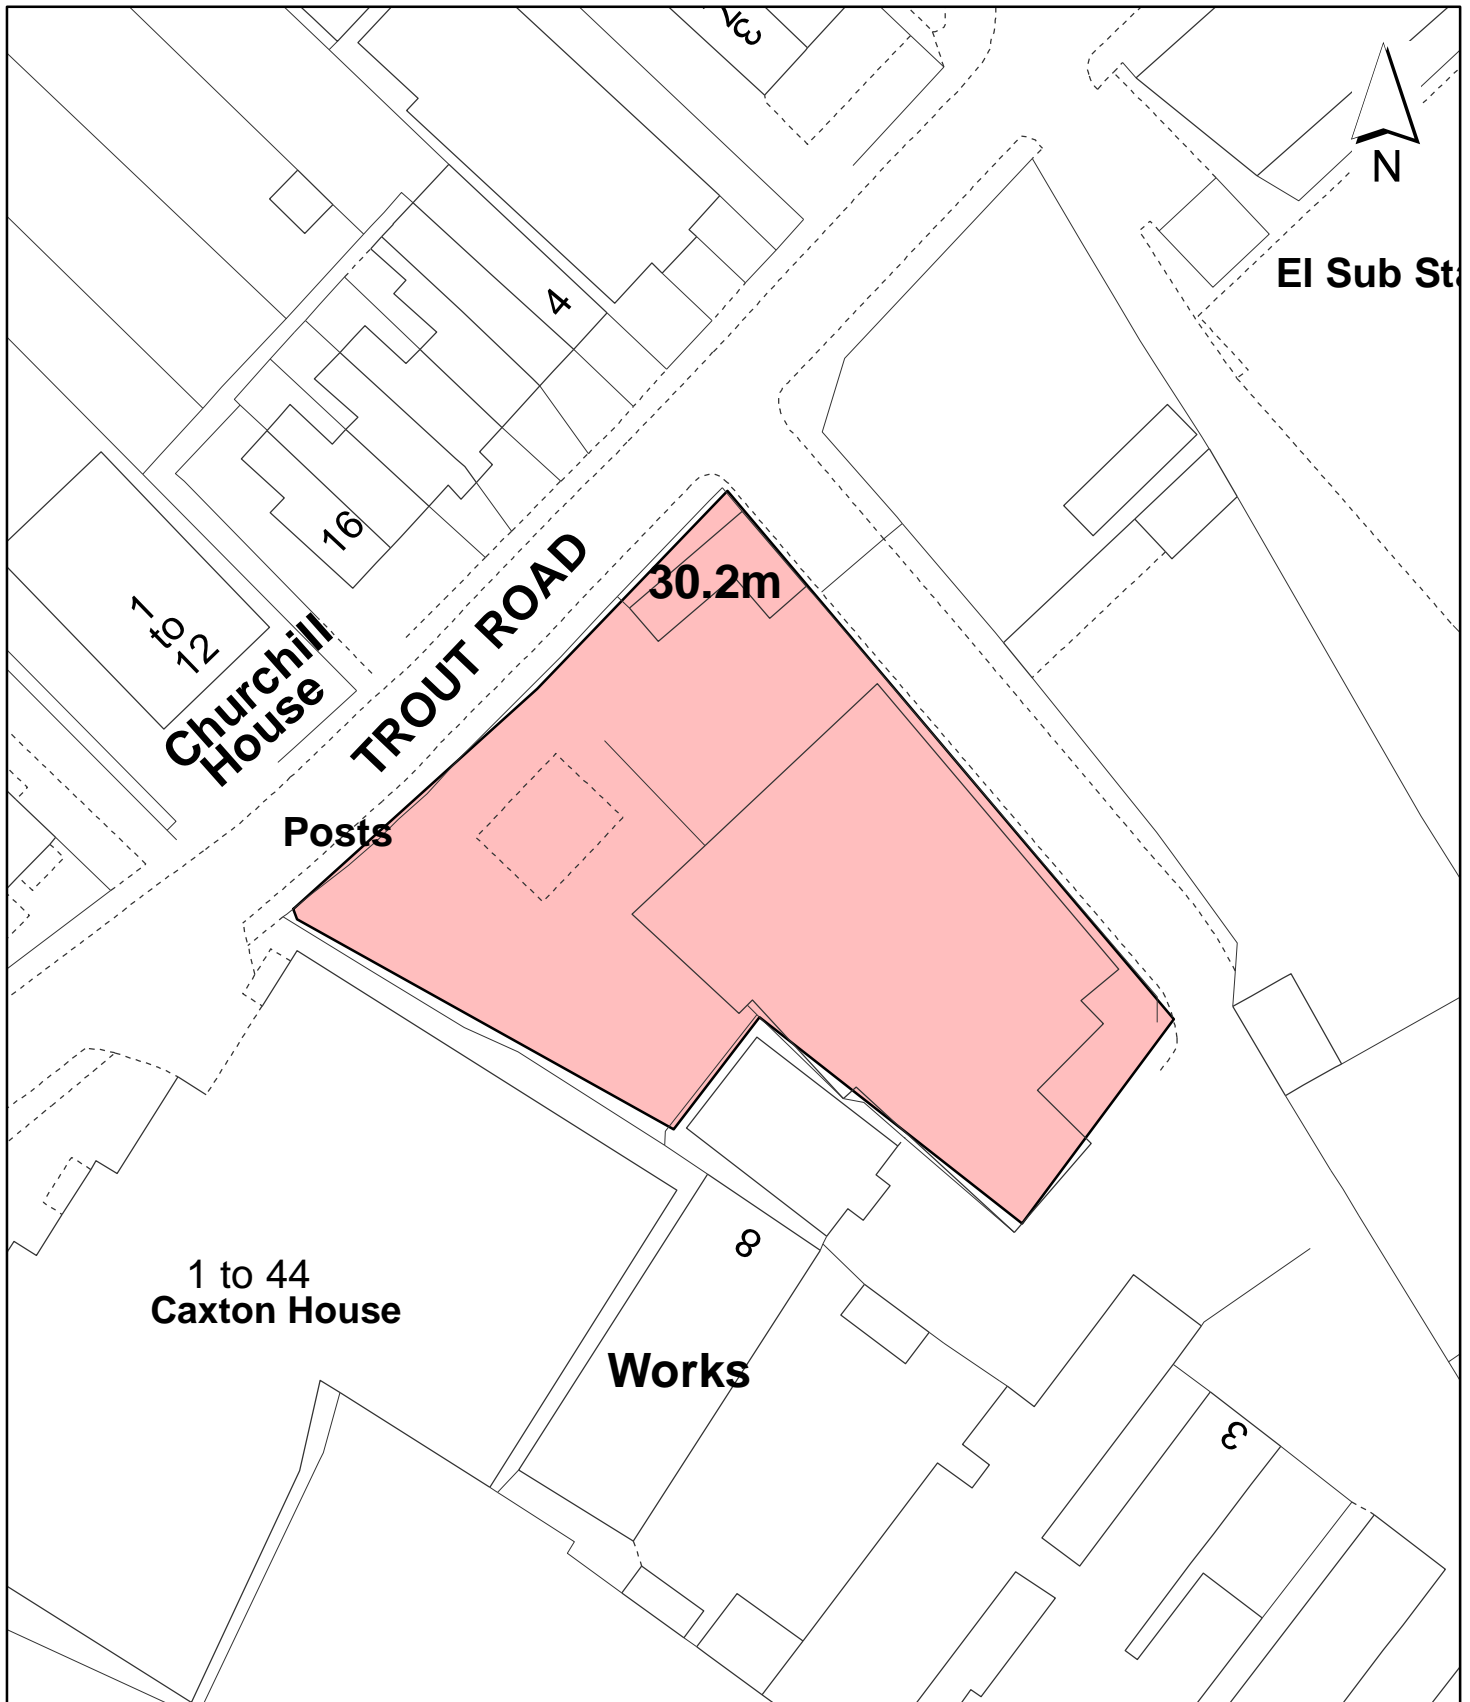 N
El Sub Sta
4
16
30.2m
TROUT ROAD
1
to
12
Churchill
House
Posts
8
1 to 44
Caxton House
Works
3